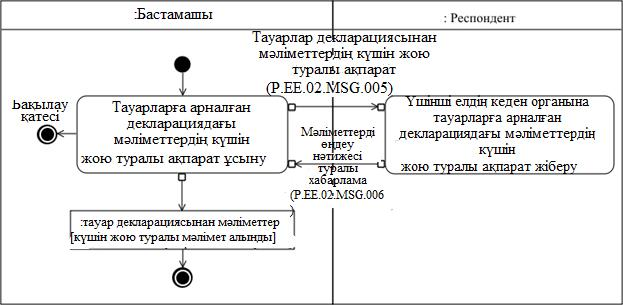 :Бастамашы
: Респондент
Тауарлар декларациясынан
мәліметтердің күшін жою
туралы ақпарат
(P.EE.02.MSG.005)
Бақылау
қатесі
Тауарларға арналған
декларациядағы
мәліметтердің күшін
жою туралы ақпарат ұсыну
Мәліметтерді
өңдеу
нәтижесі
туралы
хабарлама
(P.EE.02.MSG.006
Үшінші елдің кеден органына
тауарларға арналған
декларациядағы мәліметтердің
күшін
жою туралы ақпарат жіберу
:тауар декларациясынан мәліметтер
[күшін жою туралы мәлімет алынды]